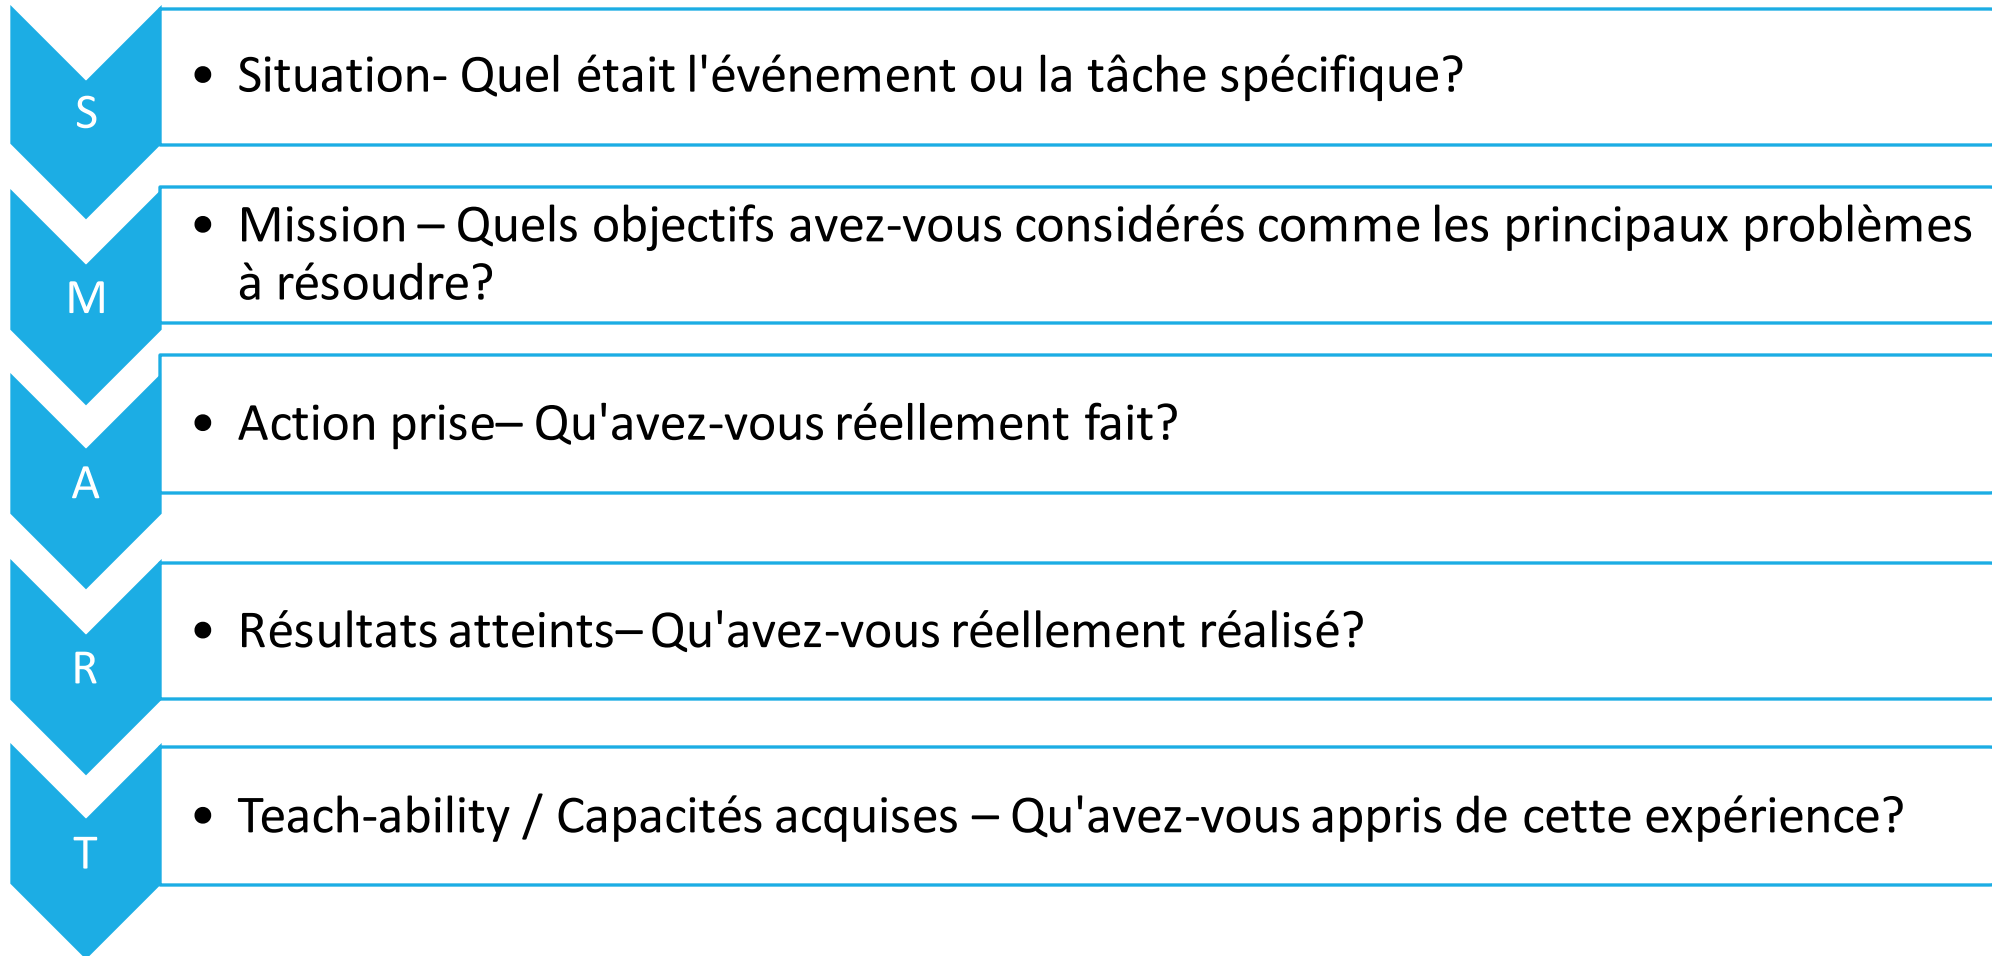 S
• Situation- Quel était l'événement ou la tâche spécifique?
M
• Mission – Quels objectifs avez-vous considérés comme les principaux problèmes
à résoudre?
A
• Action prise– Qu'avez-vous réellement fait?
R
• Résultats atteints– Qu'avez-vous réellement réalisé?
T
• Teach-ability / Capacités acquises – Qu'avez-vous appris de cette expérience?